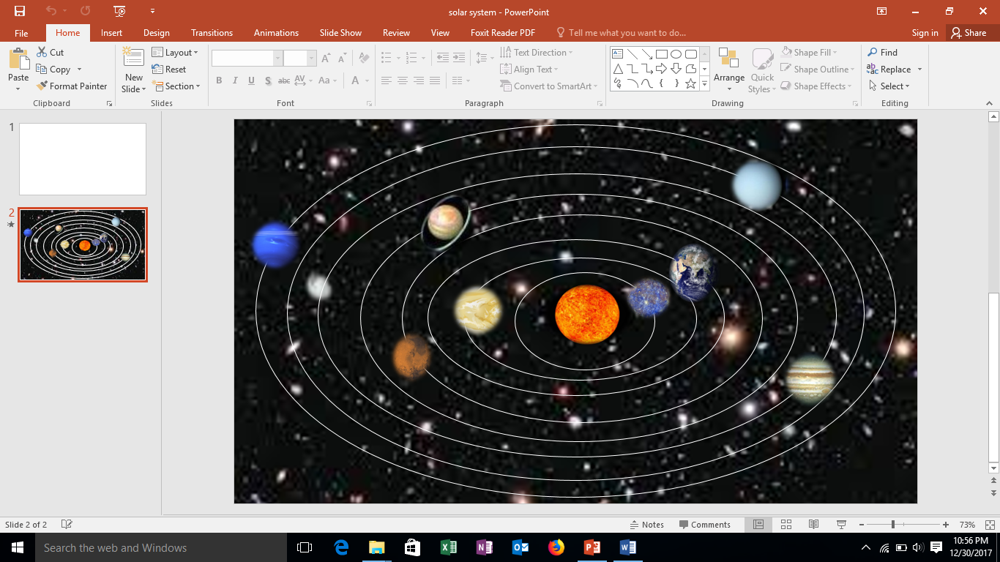 solar system - PowerPoint
File Home Insert Design Transitions Animations Slide Show Review View Foxit Reader PDF Tell me what you want to do... Sign in Share
Paste
Cut
Copy
Format Painter
Clipboard
New
Slide
Layout
Reset
Section
Slides
B I U S abc AV Aa A
Font
Text Direction
Align Text
Convert to SmartArt
Paragraph
Arrange
Quick
Styles
Shape Fill
Shape Outline
Shape Effects
Drawing
Find
Replace
Select
Editing
1
2
Slide 2 of 2 Notes Comments 73%
Search the web and Windows
10:56 PM
12/30/2017